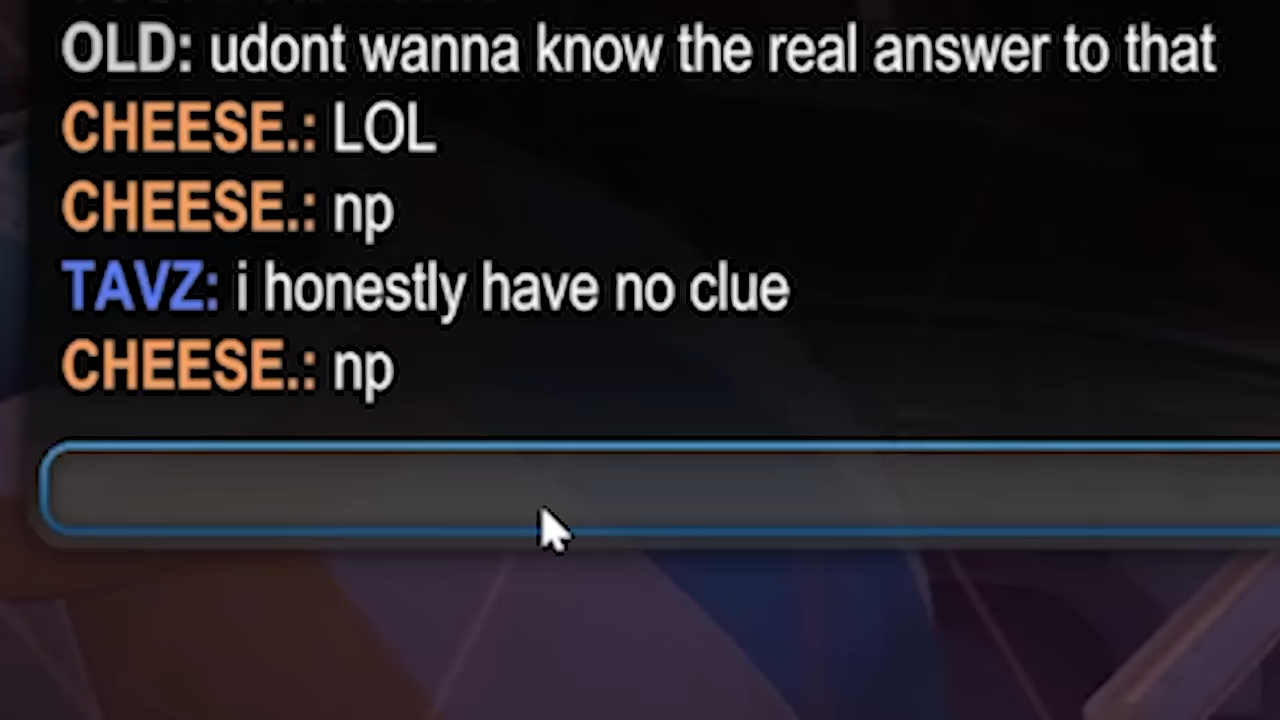 OLD: udont wanna know the real answer to that
CHEESE.: LOL
CHEESE.: np
TAVZ: i honestly have no clue
CHEESE.: np